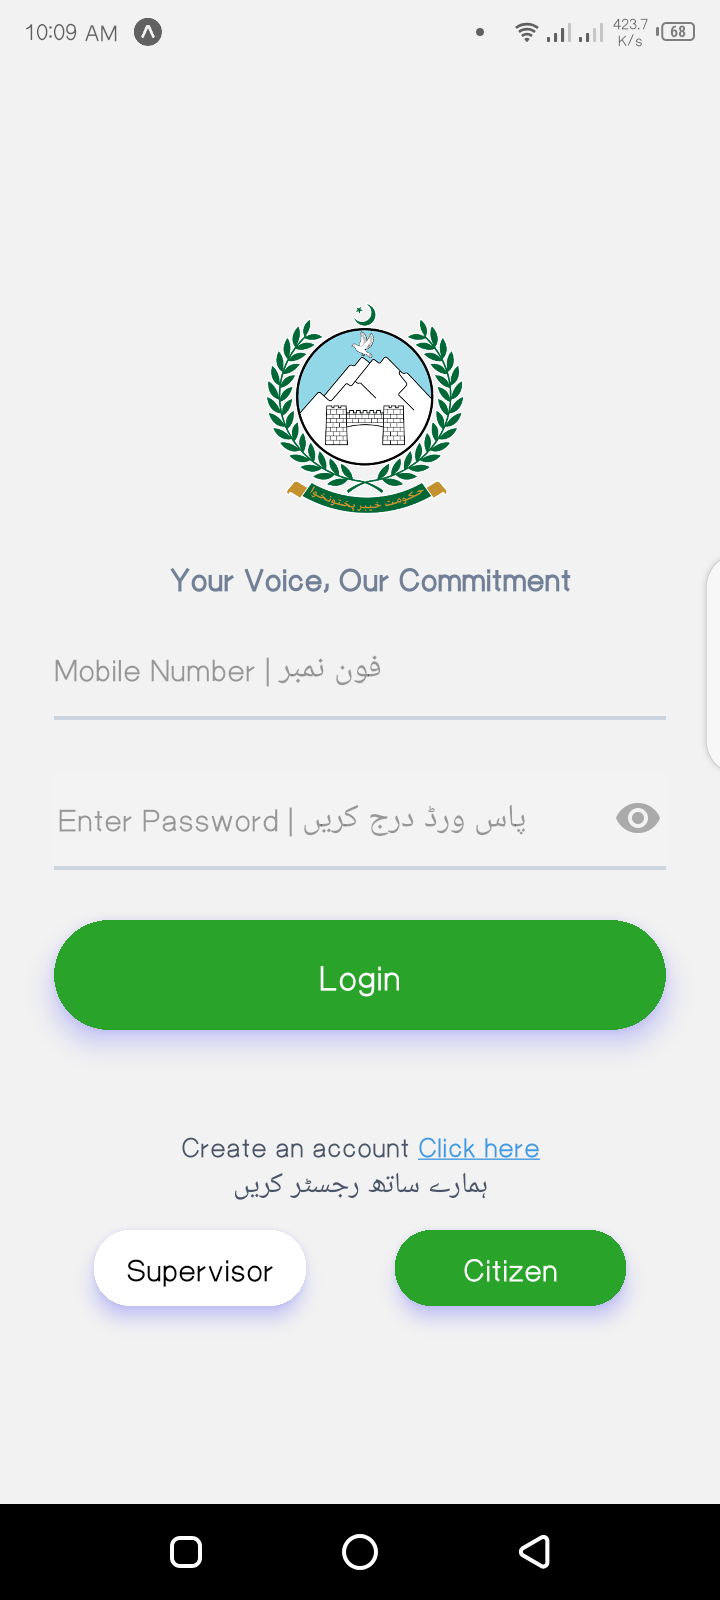 10:09 AM
423.7
K/s
68
حکومت خیبر پختونخوا
Your Voice, Our Commitment
Mobile Number | فون نمبر
Enter Password | پاس ورڈ درج کریں
Login
Create an account Click here
ہمارے ساتھ رجسٹر کریں
Supervisor
Citizen